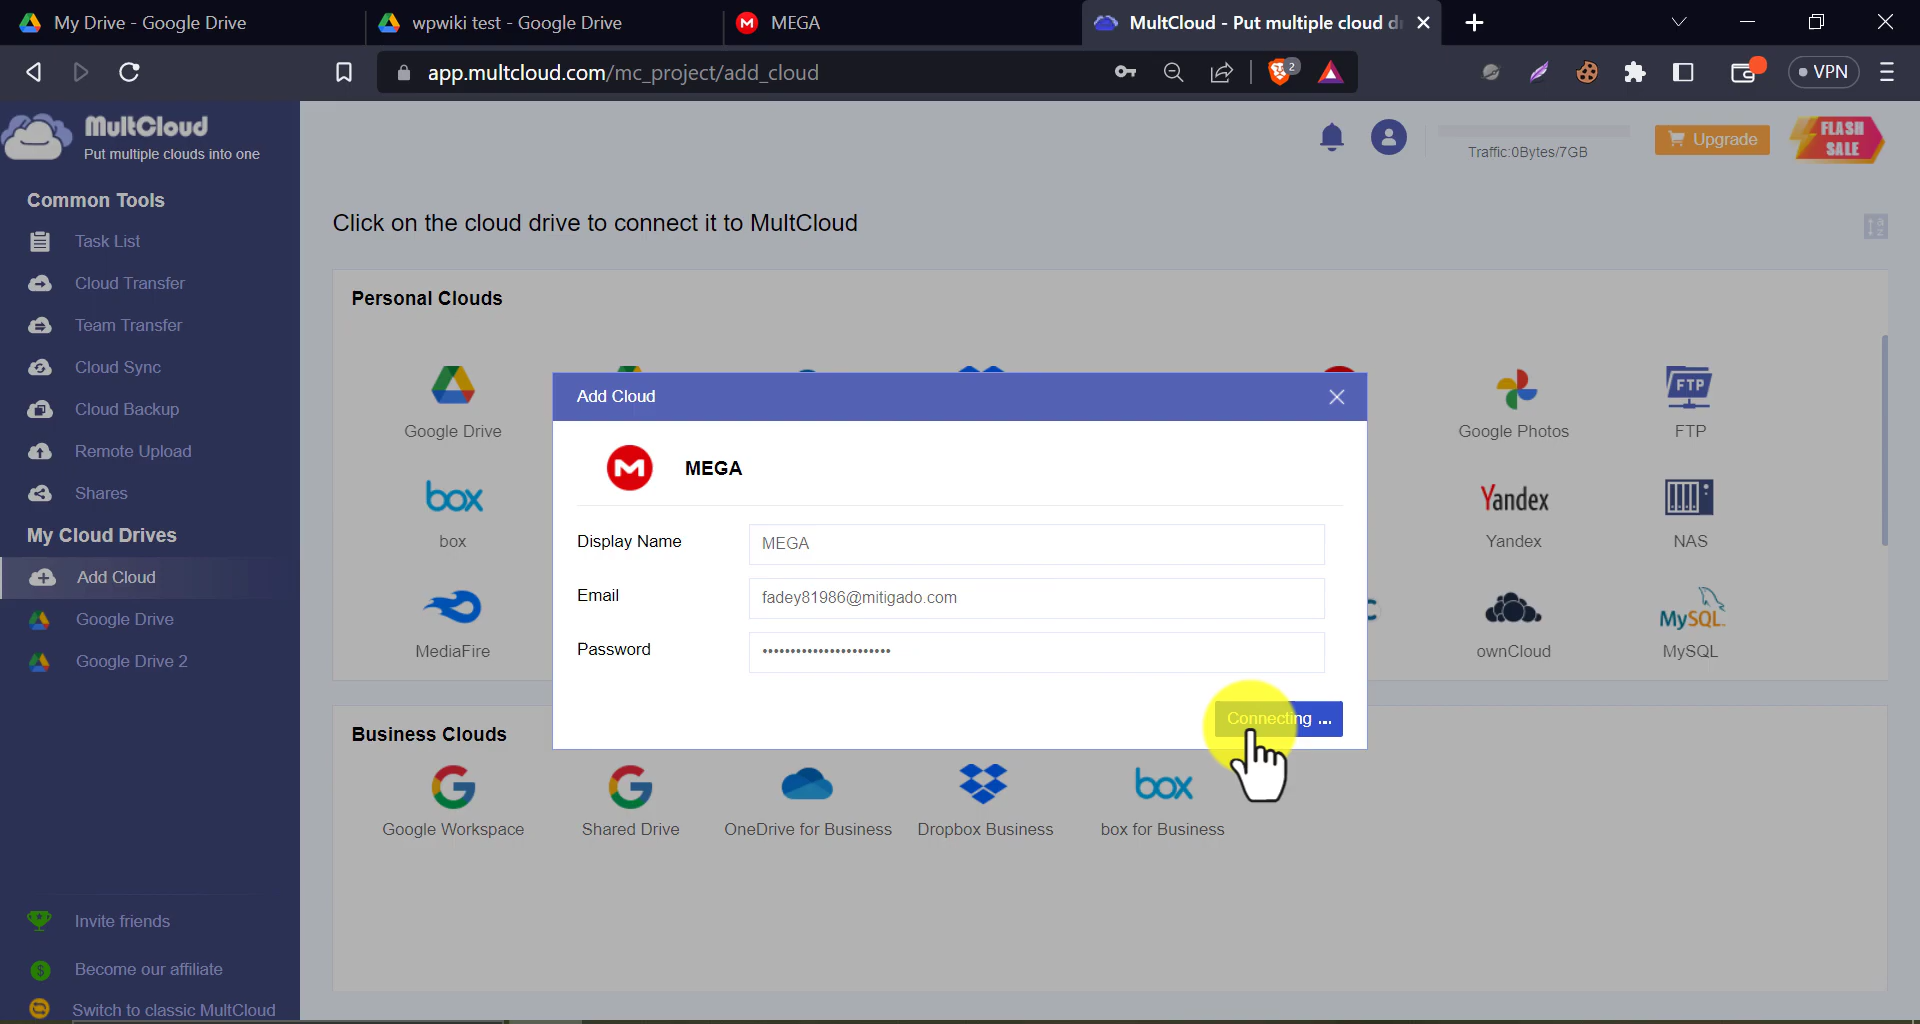 My Drive - Google Drive
wpwiki test - Google Drive
MEGA
MultCloud - Put multiple cloud d
app.multcloud.com/mc_project/add_cloud
2
VPN
MultCloud
Put multiple clouds into one
Traffic:0Bytes/7GB
Upgrade
FLASH
SALE
Common Tools
Task List
Cloud Transfer
Team Transfer
Cloud Sync
Cloud Backup
Remote Upload
Shares
My Cloud Drives
Add Cloud
Google Drive
Google Drive 2
Invite friends
Become our affiliate
Switch to classic MultCloud
Click on the cloud drive to connect it to MultCloud
Personal Clouds
Google Drive
Google Photos
FTP
FTP
box
box
Yandex
Yandex
NAS
MediaFire
ownCloud
MySQL
MySQL
Add Cloud
MEGA
Display Name
MEGA
Email
fadey81986@mitigado.com
Password
Connecting ...
Business Clouds
Google Workspace
Shared Drive
OneDrive for Business
Dropbox Business
box
box for Business